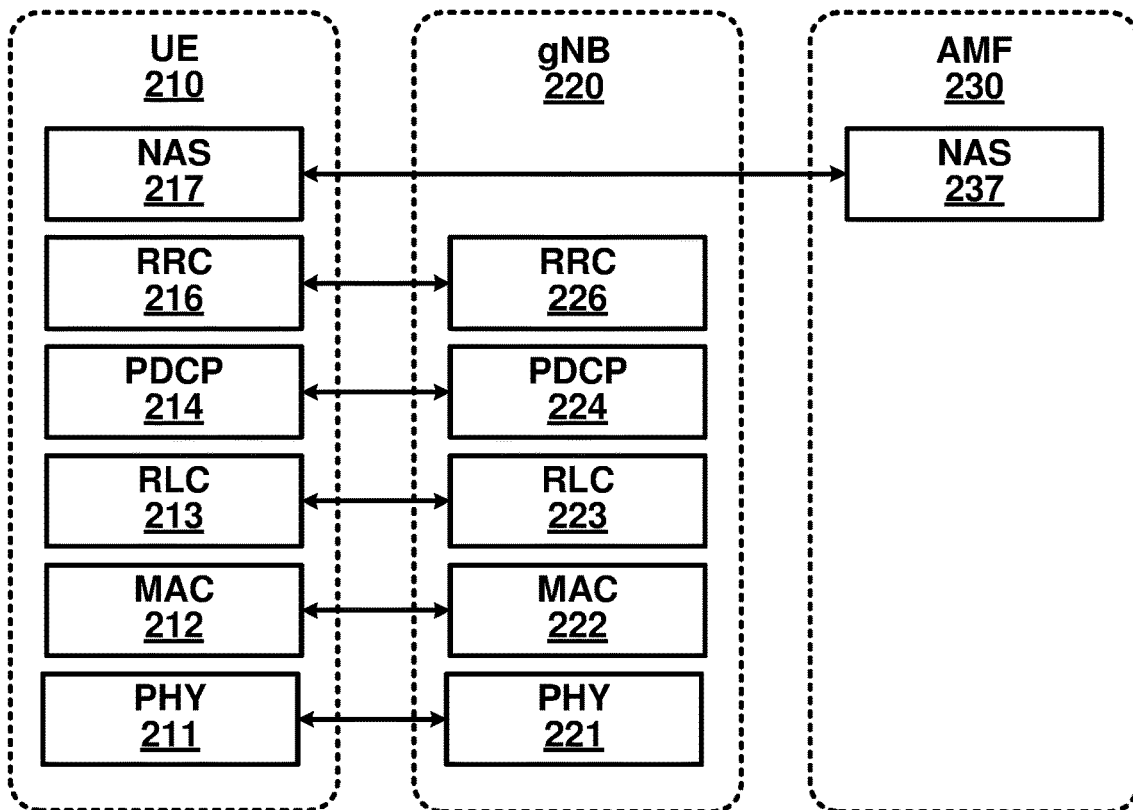 UE
210
gNB
220
AMF
230
NAS
217
NAS
237
RRC
216
RRC
226
PDCP
214
PDCP
224
RLC
213
RLC
223
MAC
212
MAC
222
PHY
211
PHY
221